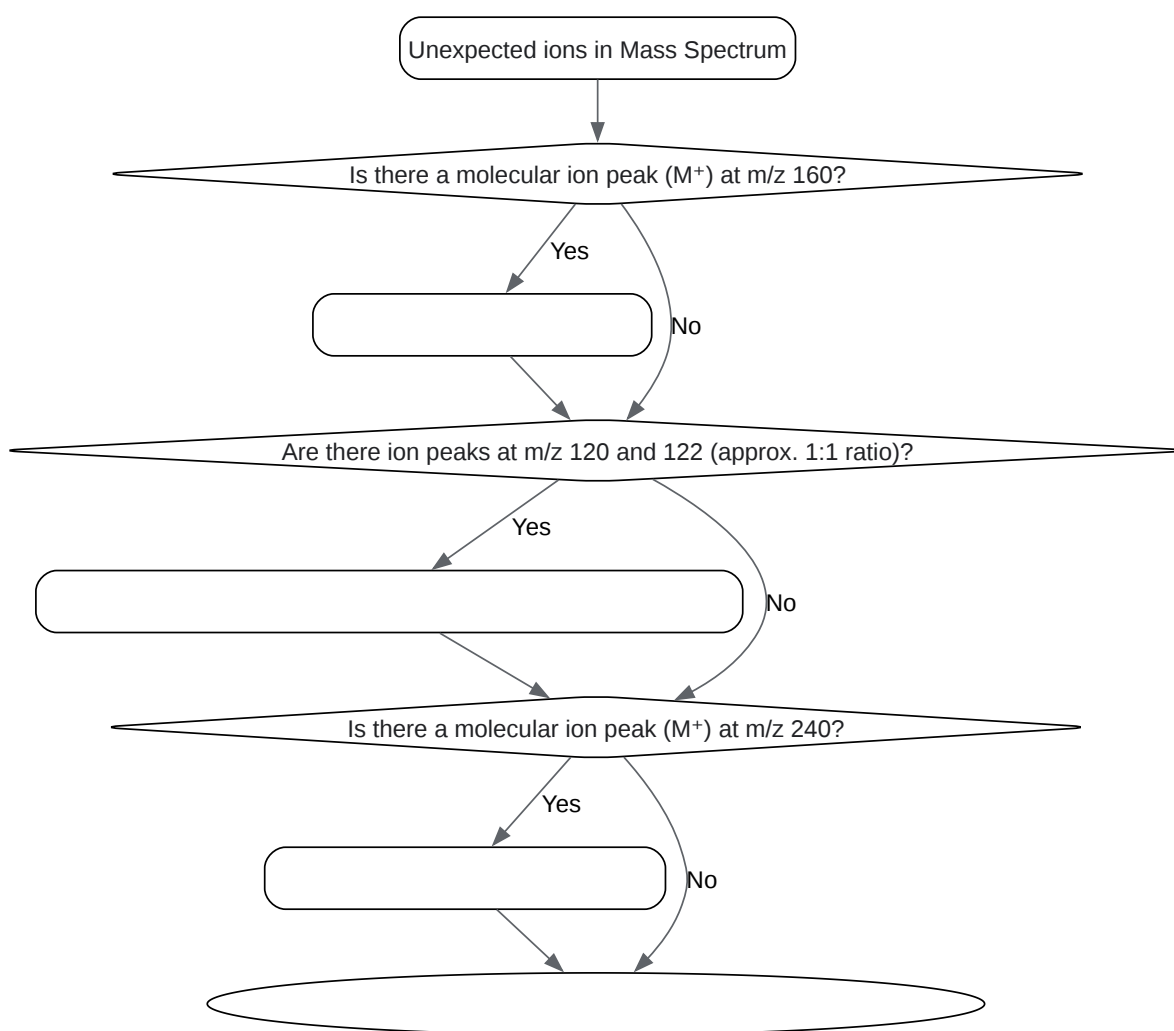 Unexpected ions in Mass Spectrum
Is there a molecular ion peak (M⁺) at m/z 160?
Yes
No
Are there ion peaks at m/z 120 and 122 (approx. 1:1 ratio)?
Yes
No
Is there a molecular ion peak (M⁺) at m/z 240?
Yes
No